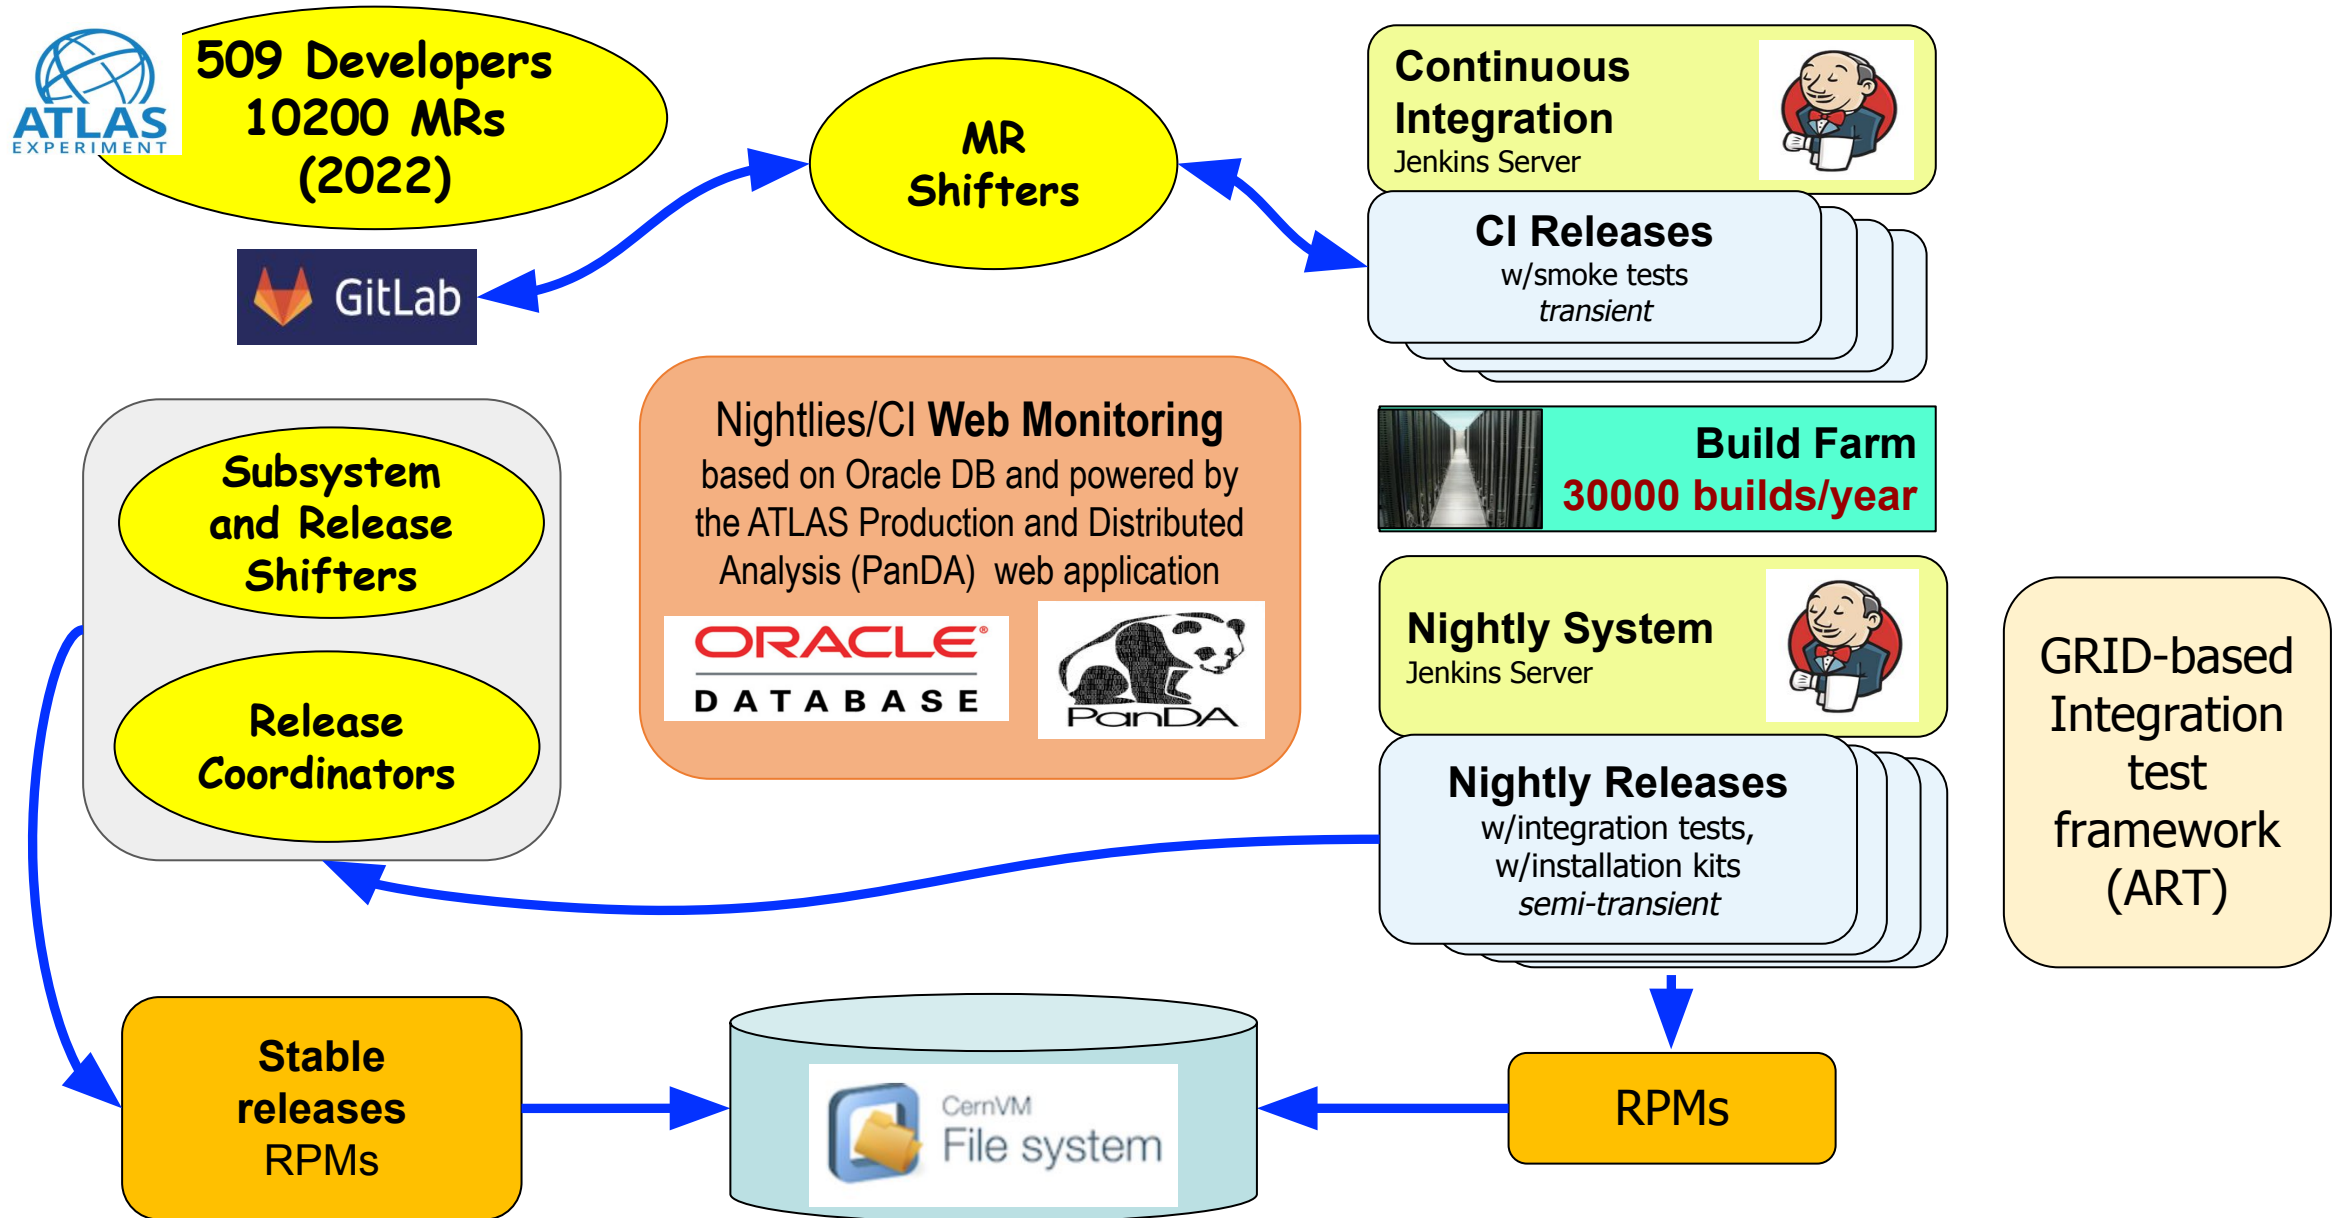 ATLAS
EXPERIMENT
509 Developers
10200 MRs
(2022)
GitLab
MR
Shifters
Continuous
Integration
Jenkins Server
CI Releases
w/smoke tests
transient
Nightlies/CI Web Monitoring
based on Oracle DB and powered by
the ATLAS Production and Distributed
Analysis (PanDA) web application
ORACLE®
DATABASE
PanDA
Subsystem
and Release
Shifters
Release
Coordinators
Build Farm
30000 builds/year
Nightly System
Jenkins Server
Nightly Releases
w/integration tests,
w/installation kits
semi-transient
GRID-based
Integration
test
framework
(ART)
Stable
releases
RPMs
CernVM
File system
RPMs